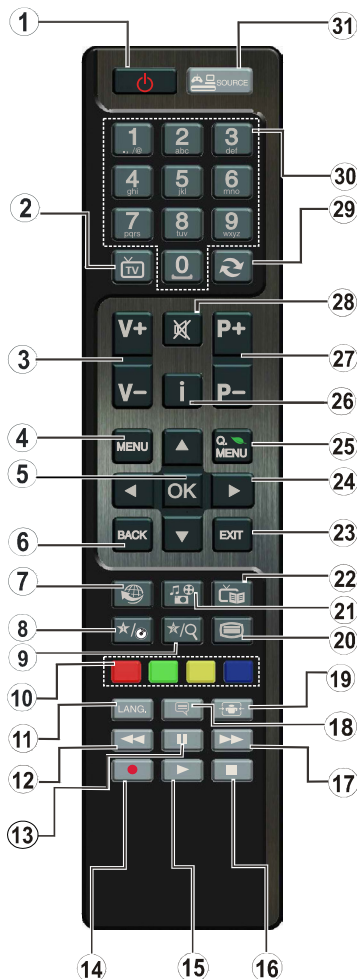 1
31
SOURCE
1 2 3
., /@ abc def
30
4 5 6
ghi jkl mno
2
7 8 9
pqrs tuv wxyz
29
TV
0
28
V+ P+
3
27
V- i P-
26
4
MENU
Q.
MENU
25
5
OK
24
6
BACK EXIT
23
7
22
21
8
20
9
10
19
11
LANG.
18
12
17
13
14 15 16